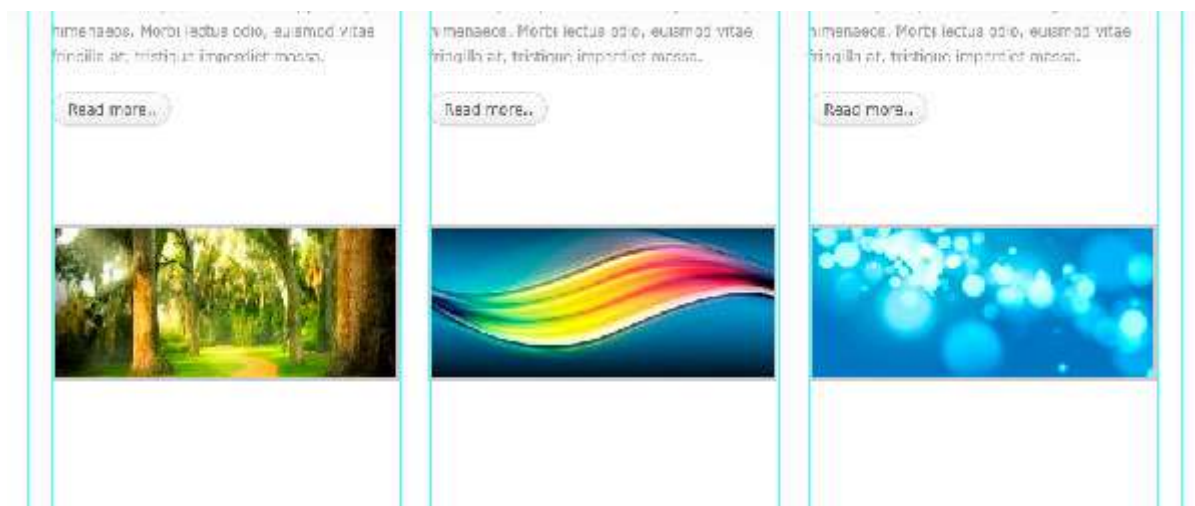 himenaeos. Morbi lectus odio, euismod vitae
fringilla at, tristique imperdiet massa.
Read more..
himenaeos. Morbi lectus odio, euismod vitae
fringilla at, tristique imperdiet massa.
Read more..
himenaeos. Morbi lectus odio, euismod vitae
fringilla at, tristique imperdiet massa.
Read more..